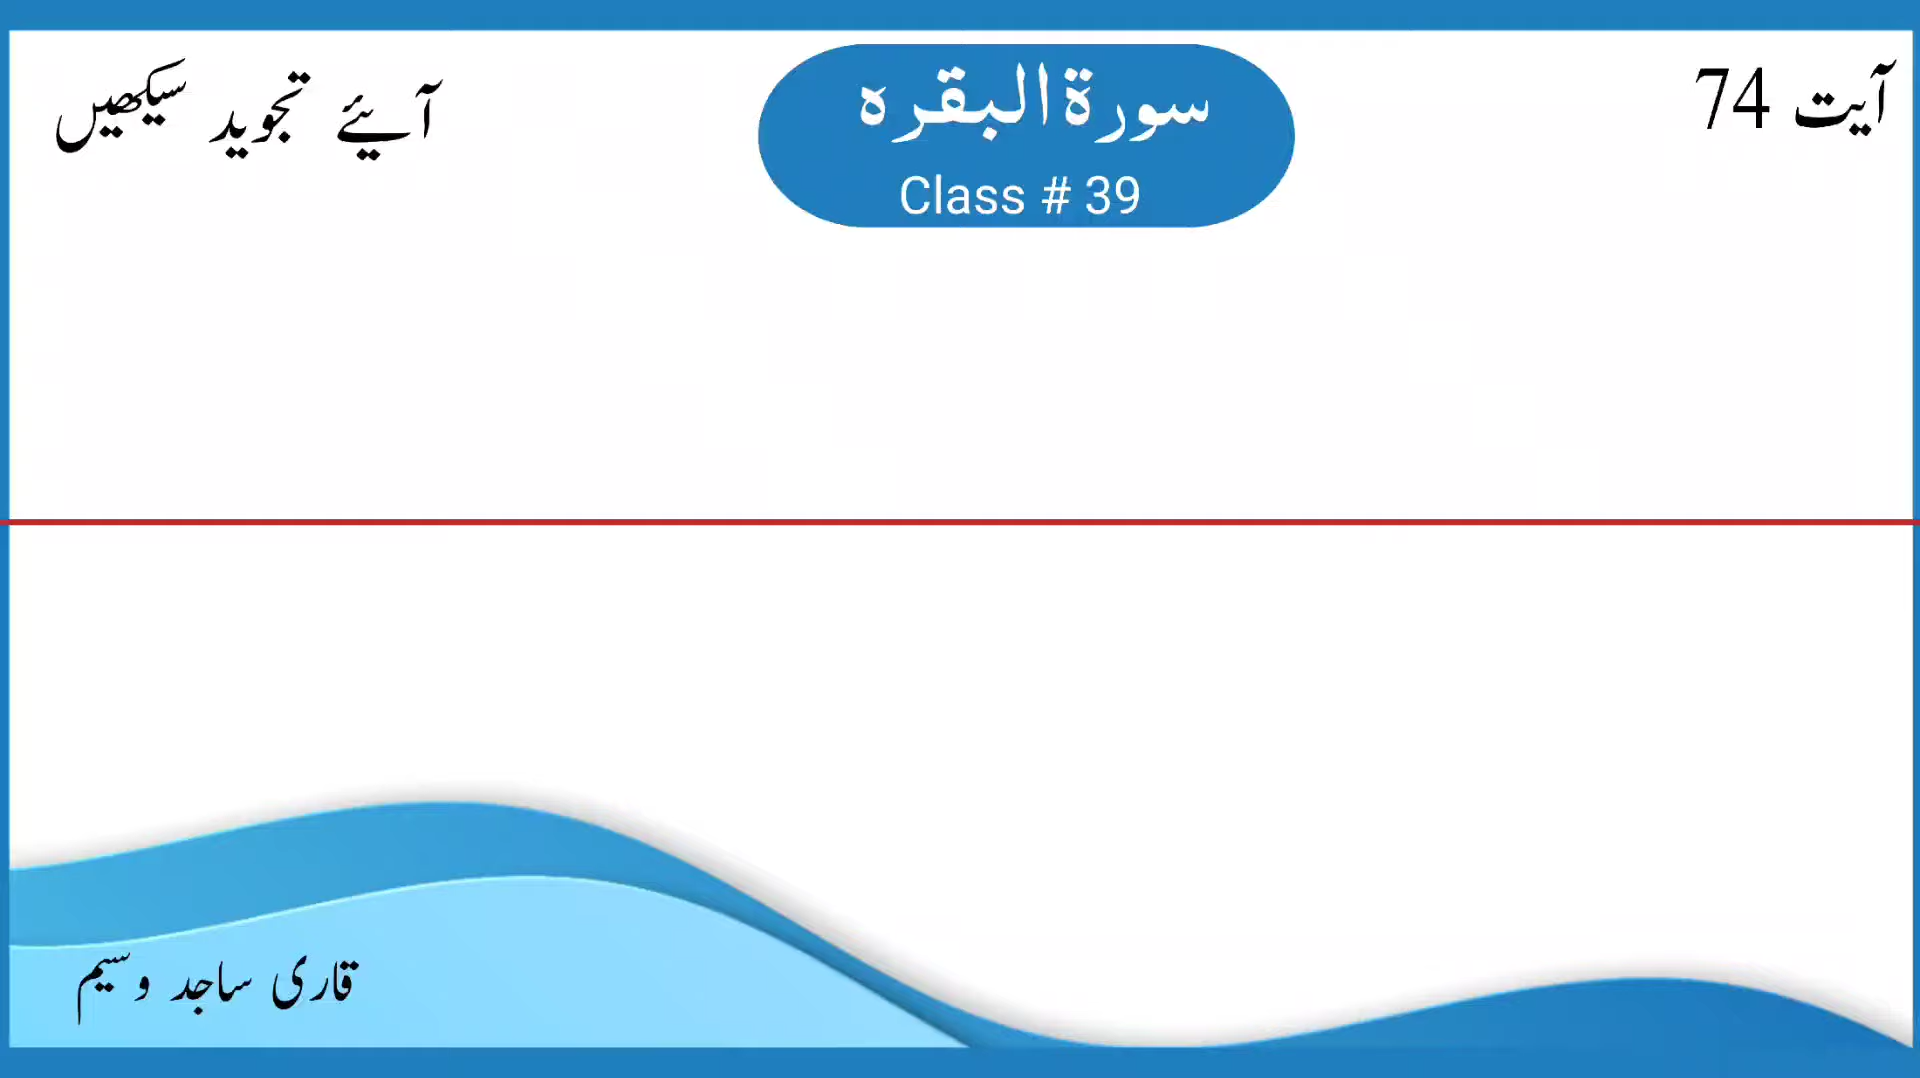 آیت 74
سورۃ البقرہ
Class # 39
آیئے تجوید سیکھیں
قاری ساجد وسیم